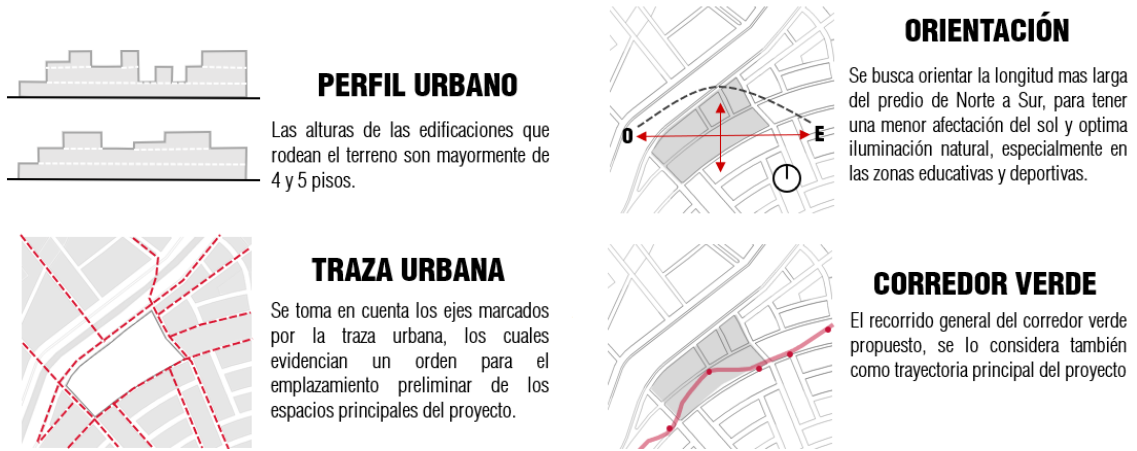 PERFIL URBANO
Las alturas de las edificaciones que
rodean el terreno son mayormente de
4 y 5 pisos.
ORIENTACIÓN
Se busca orientar la longitud mas larga
del predio de Norte a Sur, para tener
una menor afectación del sol y optima
iluminación natural, especialmente en
las zonas educativas y deportivas.
O
E
TRAZA URBANA
Se toma en cuenta los ejes marcados
por la traza urbana, los cuales
evidencian un orden para el
emplazamiento preliminar de los
espacios principales del proyecto.
CORREDOR VERDE
El recorrido general del corredor verde
propuesto, se lo considera también
como trayectoria principal del proyecto